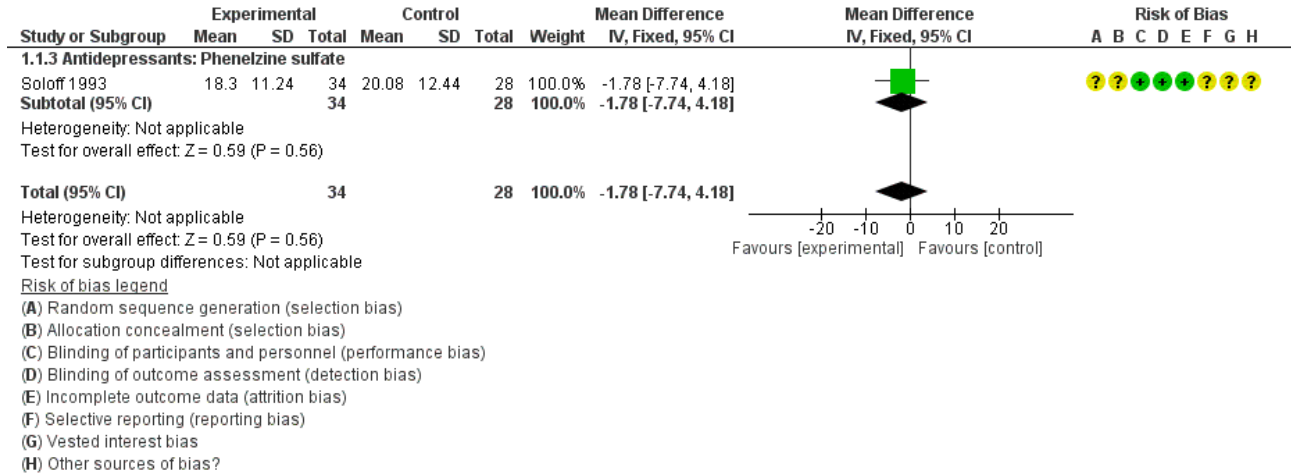 Experimental Control Mean Difference Mean Difference Risk of Bias
Study or Subgroup Mean SD Total Mean SD Total Weight IV, Fixed, 95% CI IV, Fixed, 95% CI A B C D E F G H
1.1.3 Antidepressants: Phenelzine sulfate
Soloff 1993 18.3 11.24 34 20.08 12.44 28 100.0% -1.78 [-7.74, 4.18] ? ? + + + ? ? ?
Subtotal (95% CI) 34 28 100.0% -1.78 [-7.74, 4.18]
Heterogeneity: Not applicable
Test for overall effect: Z = 0.59 (P = 0.56)
Total (95% CI) 34 28 100.0% -1.78 [-7.74, 4.18]
Heterogeneity: Not applicable
Test for overall effect: Z = 0.59 (P = 0.56)
Test for subgroup differences: Not applicable
-20 -10 0 10 20
Favours [experimental] Favours [control]
Risk of bias legend
(A) Random sequence generation (selection bias)
(B) Allocation concealment (selection bias)
(C) Blinding of participants and personnel (performance bias)
(D) Blinding of outcome assessment (detection bias)
(E) Incomplete outcome data (attrition bias)
(F) Selective reporting (reporting bias)
(G) Vested interest bias
(H) Other sources of bias?